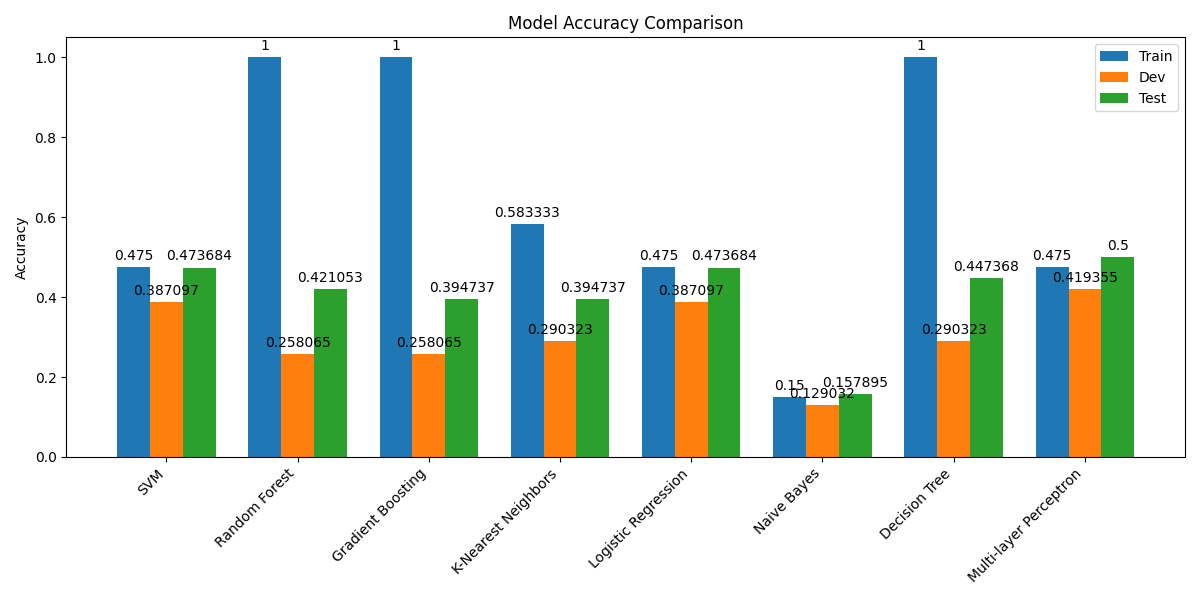 Model Accuracy Comparison
Accuracy
1.0
0.8
0.6
0.4
0.2
0.0
Train
Dev
Test
0.475
0.387097
0.473684
1
0.258065
0.421053
1
0.258065
0.394737
0.583333
0.290323
0.394737
0.475
0.387097
0.473684
0.15
0.129032
0.157895
1
0.290323
0.447368
0.475
0.419355
0.5
SVM
Random Forest
Gradient Boosting
K-Nearest Neighbors
Logistic Regression
Naive Bayes
Decision Tree
Multi-layer Perceptron